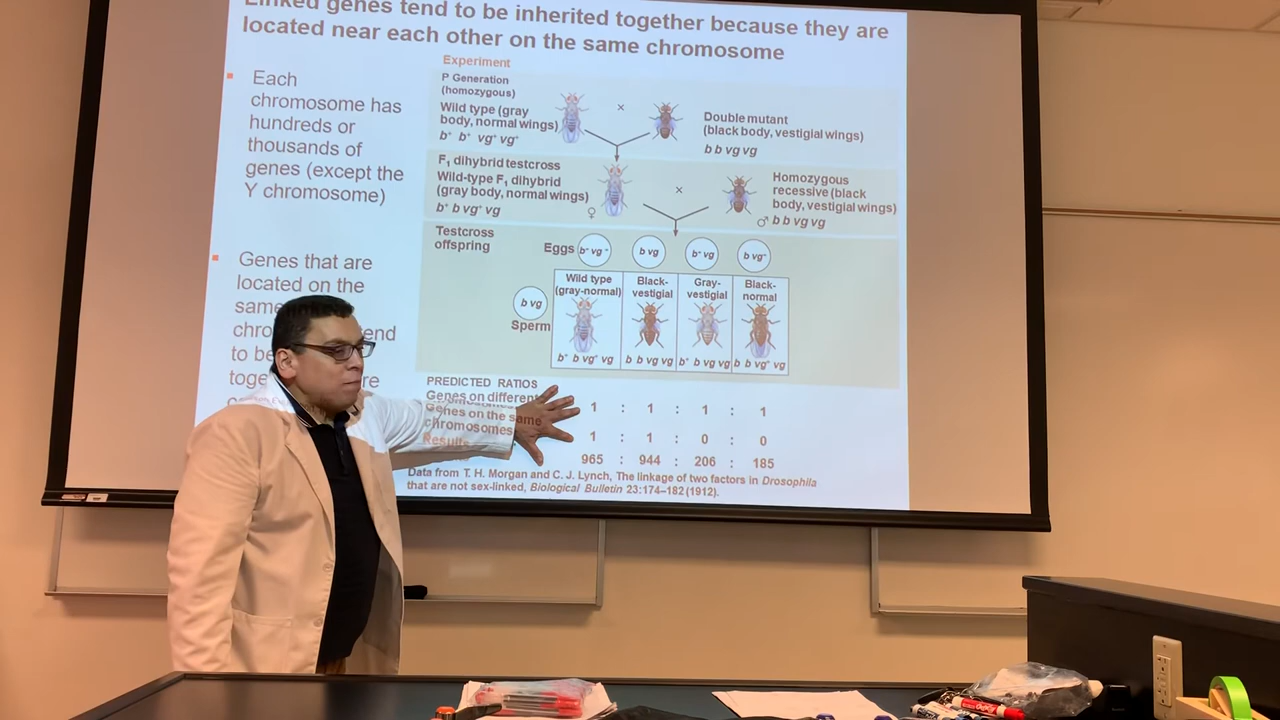 Linked genes tend to be inherited together because they are
located near each other on the same chromosome
Each
chromosome has
hundreds or
thousands of
genes (except the
Y chromosome)
Genes that are
located on the
same
chro end
to be
toge re
Experiment
P Generation
(homozygous)
Wild type (gray
body, normal wings)
b⁺ b⁺ vg⁺ vg⁺
×
Double mutant
(black body, vestigial wings)
b b vg vg
F₁ dihybrid testcross
Wild-type F₁ dihybrid
(gray body, normal wings)
b⁺ b vg⁺ vg
♀
×
Homozygous
recessive (black
body, vestigial wings)
♂ b b vg vg
Testcross
offspring
Eggs b⁺ vg⁺ b vg b⁺ vg b vg⁺
b vg
Sperm
Wild type
(gray-normal)
b⁺ b vg⁺ vg
Black-
vestigial
b b vg vg
Gray-
vestigial
b⁺ b vg vg
Black-
normal
b b vg⁺ vg
PREDICTED RATIOS
Genes on different
chromosomes
1 : 1 : 1 : 1
Genes on the same
chromosomes
1 : 1 : 0 : 0
Results
965 : 944 : 206 : 185
Data from T. H. Morgan and C. J. Lynch, The linkage of two factors in Drosophila
that are not sex-linked, Biological Bulletin 23:174–182 (1912).